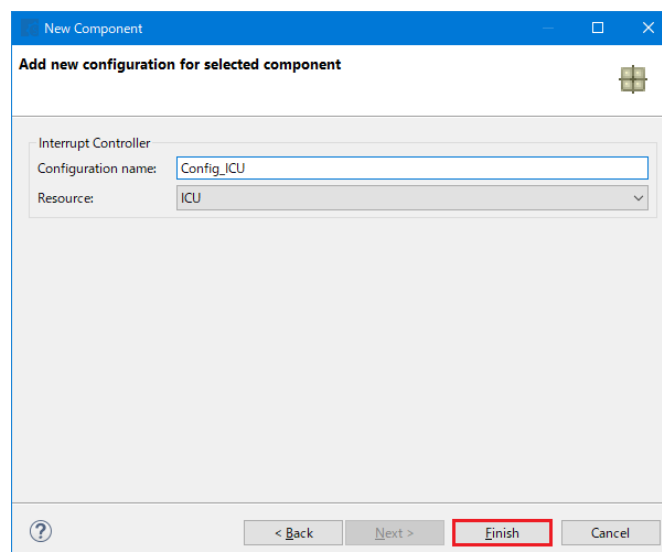 New Component
Add new configuration for selected component
Interrupt Controller
Configuration name: Config_ICU
Resource: ICU
? < Back Next > Finish Cancel